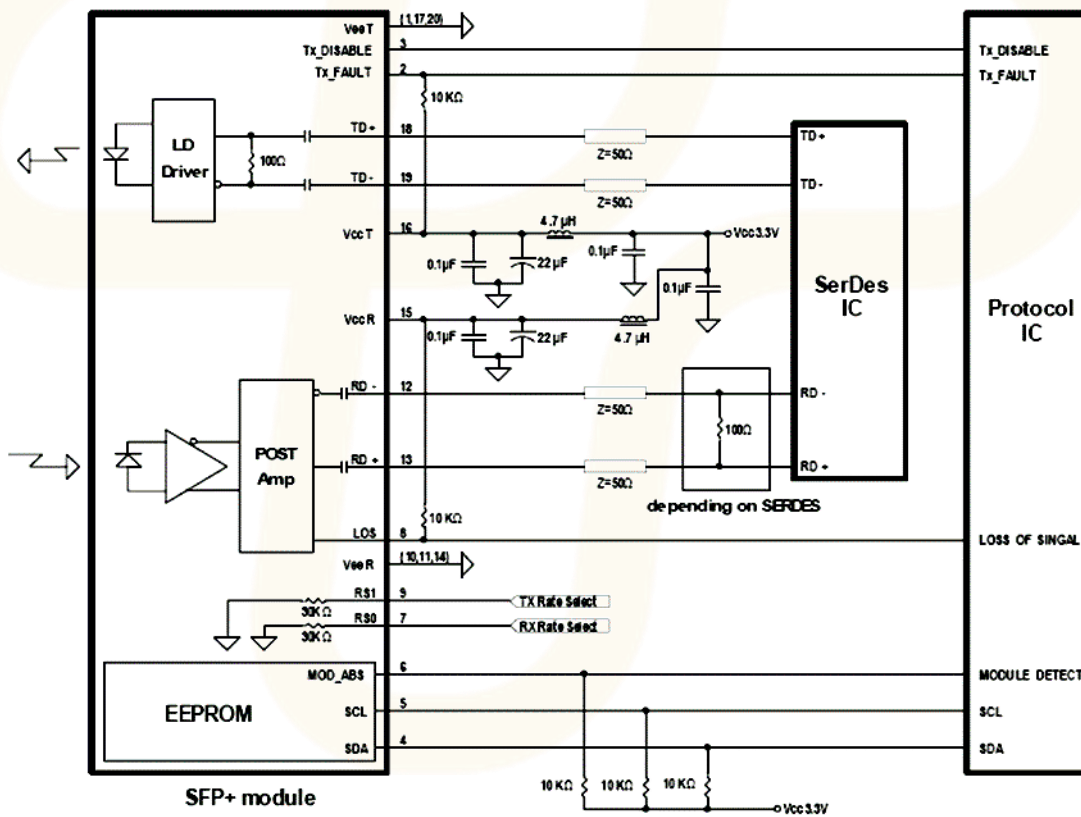 VeeT (1,17,20)
Tx_DISABLE 3 Tx_DISABLE
Tx_FAULT 2 Tx_FAULT
10 KΩ
TD+ 18 TD+
LD
Driver
100Ω
Z=50Ω
TD- 19 TD-
Z=50Ω
4.7 µH
VccT 16 Vcc3.3V
0.1µF 22 µF 0.1µF
0.1µF
SerDes
IC
Protocol
IC
VccR 15
0.1µF 22 µF 4.7 µH
RD - 12 RD -
Z=50Ω
100Ω
POST
Amp
RD + 13 RD +
Z=50Ω
depending on SERDES
10 KΩ
LOS 8 LOSS OF SINGAL
VeeR (10,11,14)
RS1 9 TX Rate Select
30KΩ
RS0 7 RX Rate Select
30KΩ
MOD_ABS 6 MODULE DETECT
EEPROM
SCL 5 SCL
SDA 4 SDA
10 KΩ 10 KΩ 10 KΩ
SFP+ module
Vcc3.3V